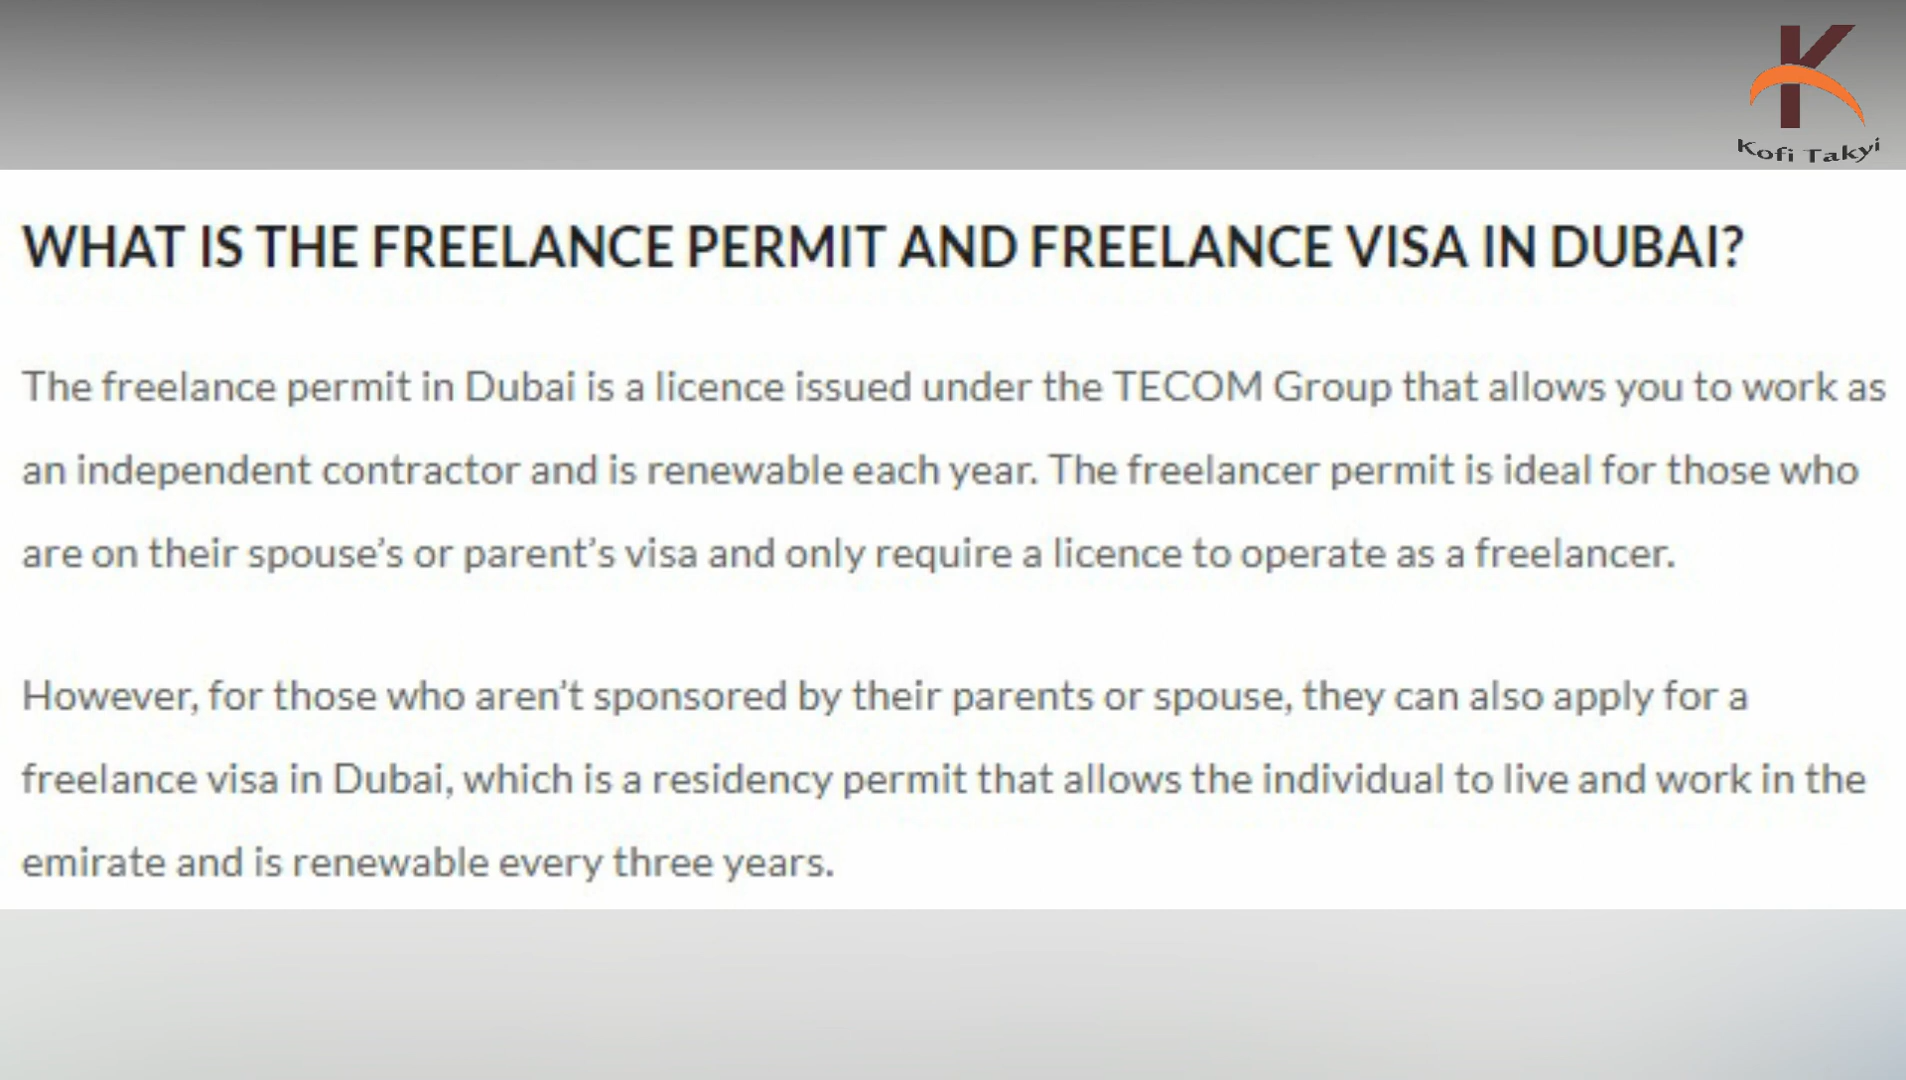 K
Kofi Takyi
WHAT IS THE FREELANCE PERMIT AND FREELANCE VISA IN DUBAI?
The freelance permit in Dubai is a licence issued under the TECOM Group that allows you to work as
an independent contractor and is renewable each year. The freelancer permit is ideal for those who
are on their spouse’s or parent’s visa and only require a licence to operate as a freelancer.
However, for those who aren’t sponsored by their parents or spouse, they can also apply for a
freelance visa in Dubai, which is a residency permit that allows the individual to live and work in the
emirate and is renewable every three years.